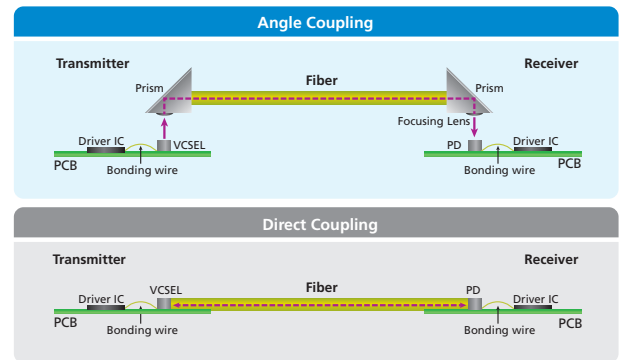 Angle Coupling
Transmitter
Receiver
Prism
Fiber
Prism
Focusing Lens
Driver IC
VCSEL
PD
Driver IC
PCB
Bonding wire
Bonding wire
PCB
Direct Coupling
Transmitter
Receiver
Driver IC
VCSEL
Fiber
PD
Driver IC
PCB
Bonding wire
Bonding wire
PCB